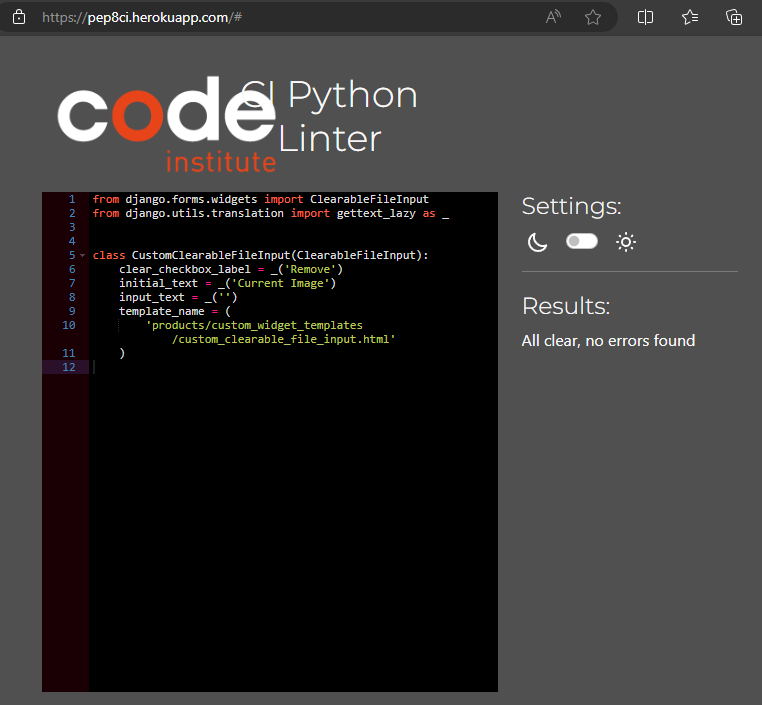 https://pep8ci.herokuapp.com/#
code
institute
CI Python
Linter
1 from django.forms.widgets import ClearableFileInput
2 from django.utils.translation import gettext_lazy as _
3
4
5 class CustomClearableFileInput(ClearableFileInput):
6 clear_checkbox_label = _('Remove')
7 initial_text = _('Current Image')
8 input_text = _('')
9 template_name = (
10 'products/custom_widget_templates
/custom_clearable_file_input.html'
11 )
12
Settings:
Results:
All clear, no errors found